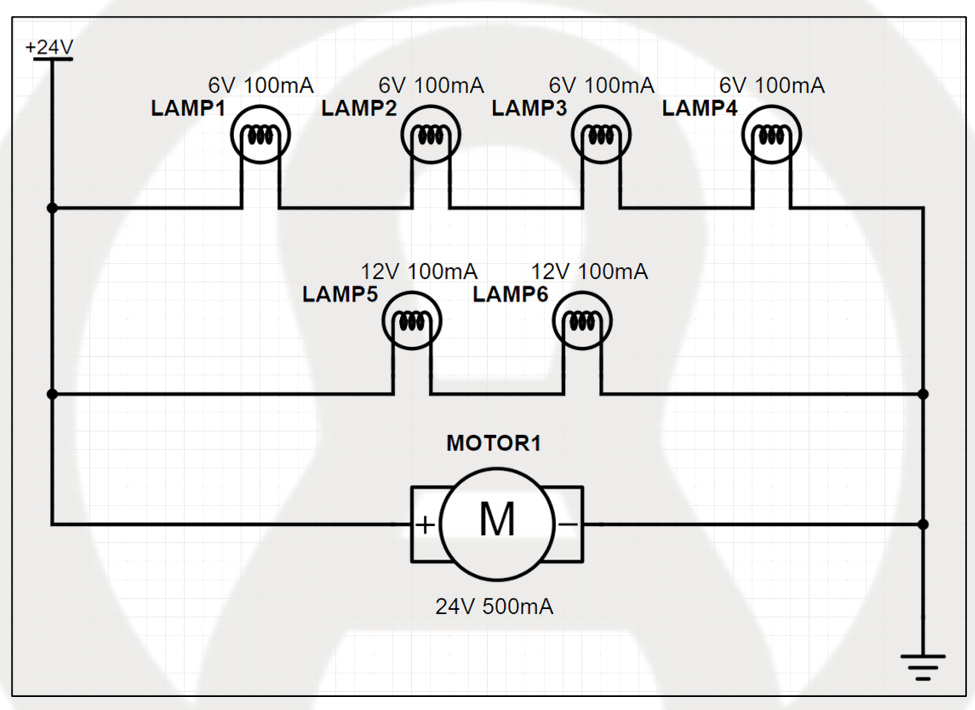 +24V
6V 100mA
LAMP1
6V 100mA
LAMP2
6V 100mA
LAMP3
6V 100mA
LAMP4
12V 100mA
LAMP5
12V 100mA
LAMP6
MOTOR1
+ M −
24V 500mA